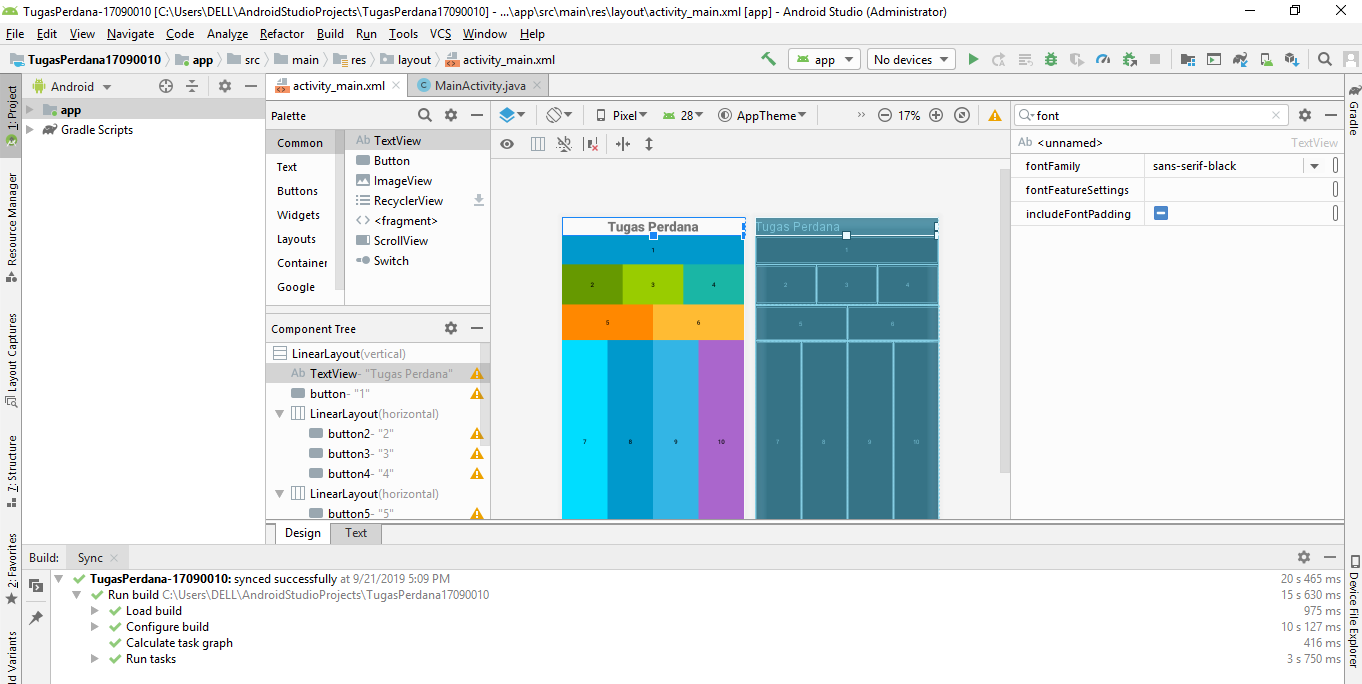 TugasPerdana-17090010 [C:\Users\DELL\AndroidStudioProjects\TugasPerdana17090010] - ...\app\src\main\res\layout\activity_main.xml [app] - Android Studio (Administrator)
File Edit View Navigate Code Analyze Refactor Build Run Tools VCS Window Help
TugasPerdana17090010 app src main res layout activity_main.xml
app No devices
1: Project
Resource Manager
Layout Captures
7: Structure
2: Favorites
ld Variants
Android
app
Gradle Scripts
activity_main.xml
MainActivity.java
Palette
Common
Text
Buttons
Widgets
Layouts
Container
Google
Ab TextView
Button
ImageView
RecyclerView
<fragment>
ScrollView
Switch
Component Tree
LinearLayout(vertical)
Ab TextView- "Tugas Perdana"
button- "1"
LinearLayout(horizontal)
button2- "2"
button3- "3"
button4- "4"
LinearLayout(horizontal)
button5- "5"
Pixel 28 AppTheme » 17%
Tugas Perdana
1
2 3 4
5 6
7 8 9 10
Tugas Perdana
1
2 3 4
5 6
7 8 9 10
font
Ab <unnamed> TextView
fontFamily sans-serif-black
fontFeatureSettings
includeFontPadding
Gradle
Device File Explorer
Design Text
Build: Sync
TugasPerdana-17090010: synced successfully at 9/21/2019 5:09 PM 20 s 465 ms
Run build C:\Users\DELL\AndroidStudioProjects\TugasPerdana17090010 15 s 630 ms
Load build 975 ms
Configure build 10 s 127 ms
Calculate task graph 416 ms
Run tasks 3 s 750 ms